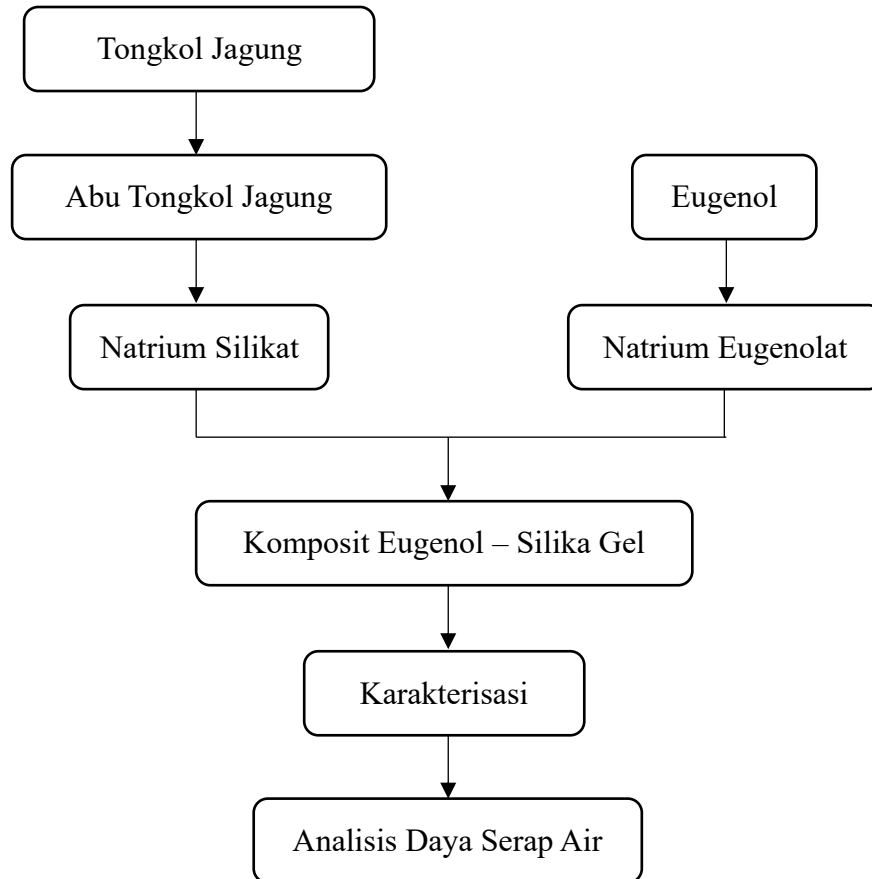 Tongkol Jagung
Abu Tongkol Jagung
Eugenol
Natrium Silikat
Natrium Eugenolat
Komposit Eugenol – Silika Gel
Karakterisasi
Analisis Daya Serap Air